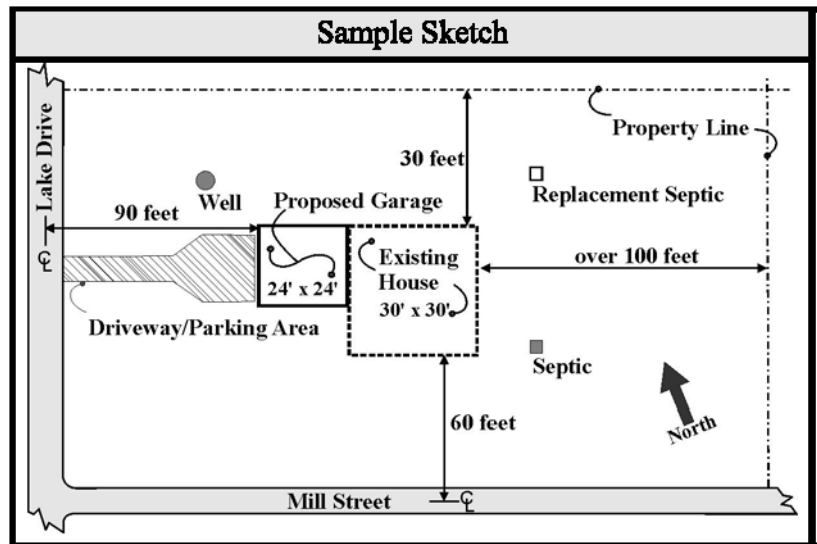 Sample Sketch
Lake Drive
Property Line
30 feet
Well
Replacement Septic
90 feet
Proposed Garage
℄
over 100 feet
Existing
House
24' x 24'
30' x 30'
Driveway/Parking Area
Septic
60 feet
North
Mill Street
℄